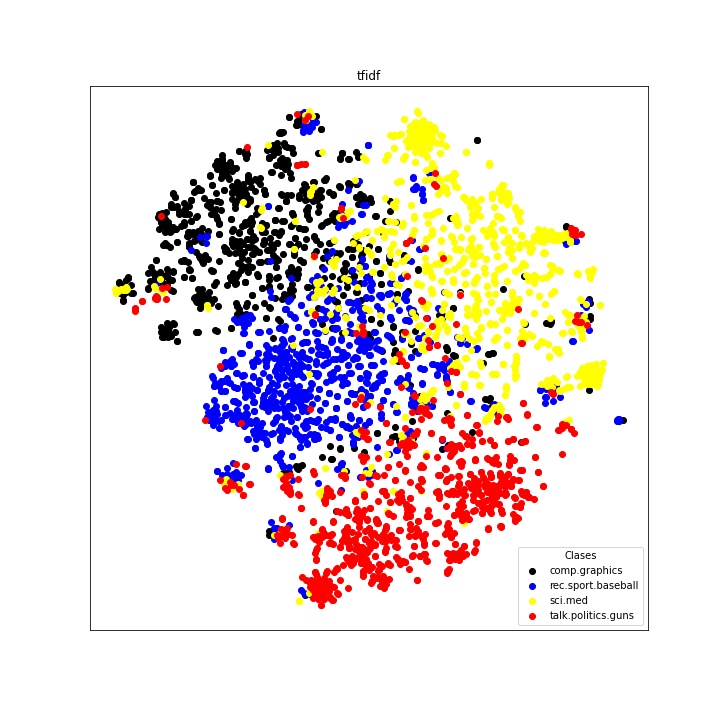 tfidf
Clases
comp.graphics
rec.sport.baseball
sci.med
talk.politics.guns